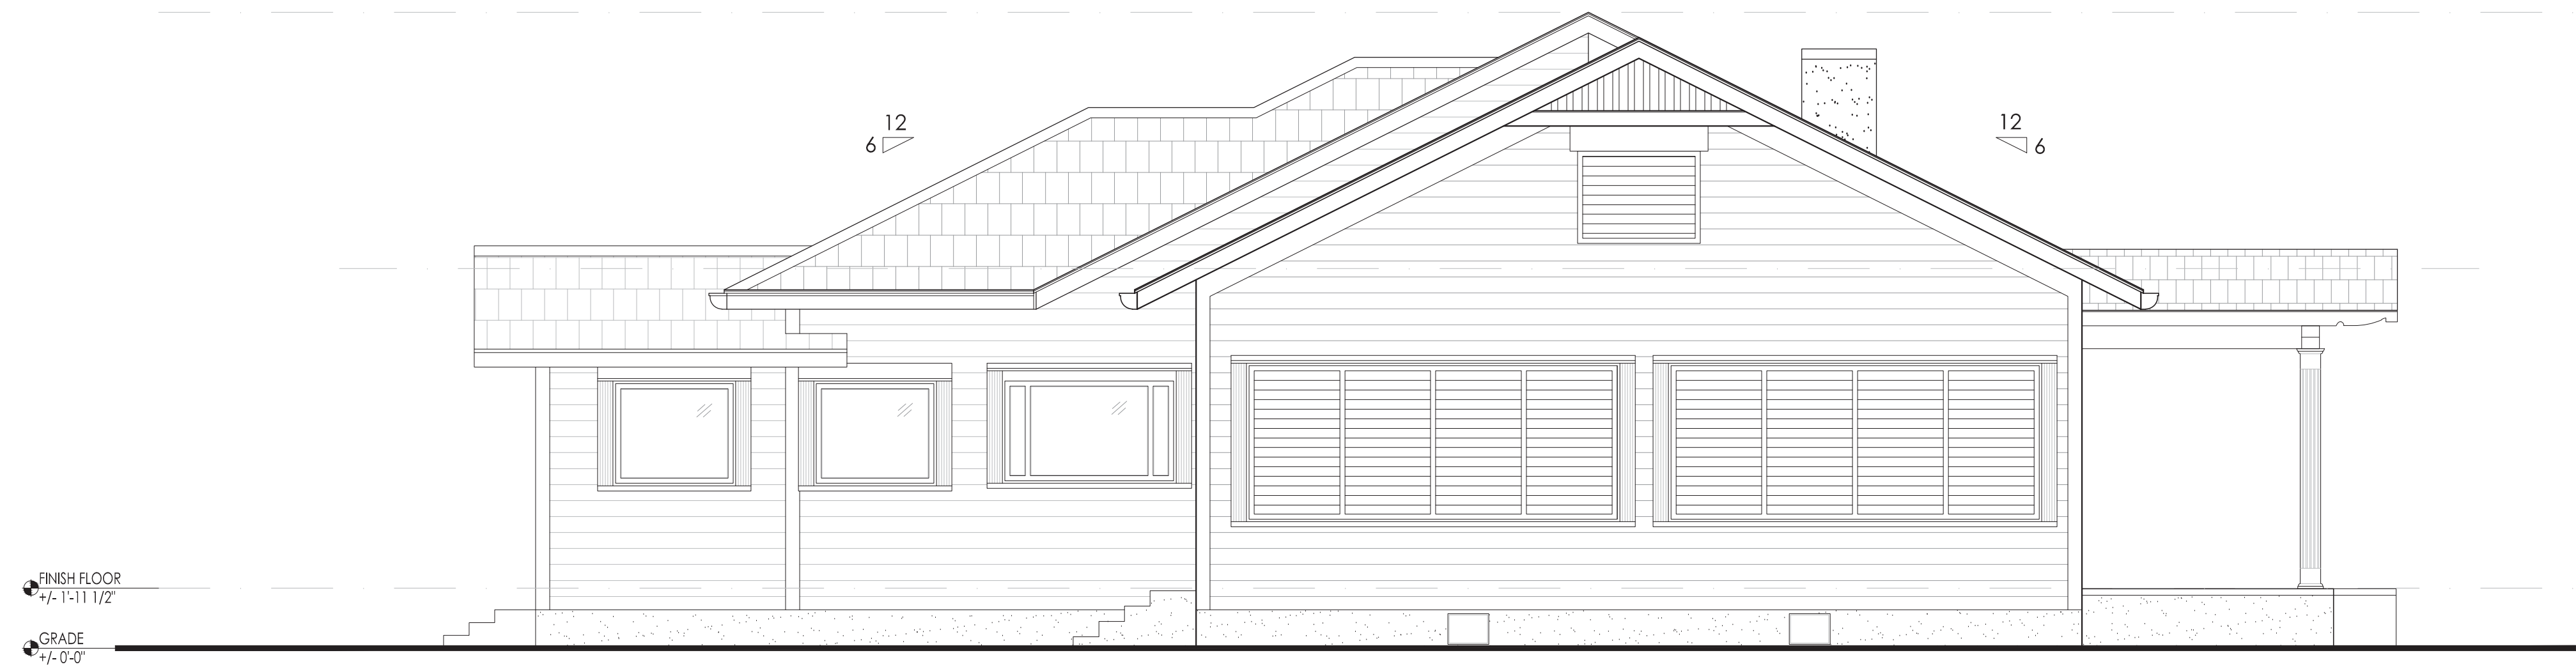 12
6
12
6
FINISH FLOOR
+/- 1'-11 1/2"
GRADE
+/- 0'-0"